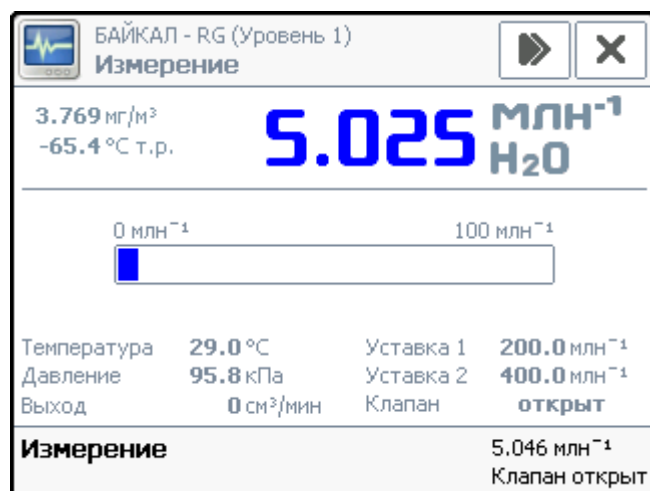 БАЙКАЛ - RG (Уровень 1)
Измерение
3.769 мг/м³
-65.4 °C т.р.
5.025 млн⁻¹ H₂O
0 млн⁻¹ 100 млн⁻¹
Температура 29.0 °C Уставка 1 200.0 млн⁻¹
Давление 95.8 кПа Уставка 2 400.0 млн⁻¹
Выход 0 см³/мин Клапан открыт
Измерение 5.046 млн⁻¹
Клапан открыт